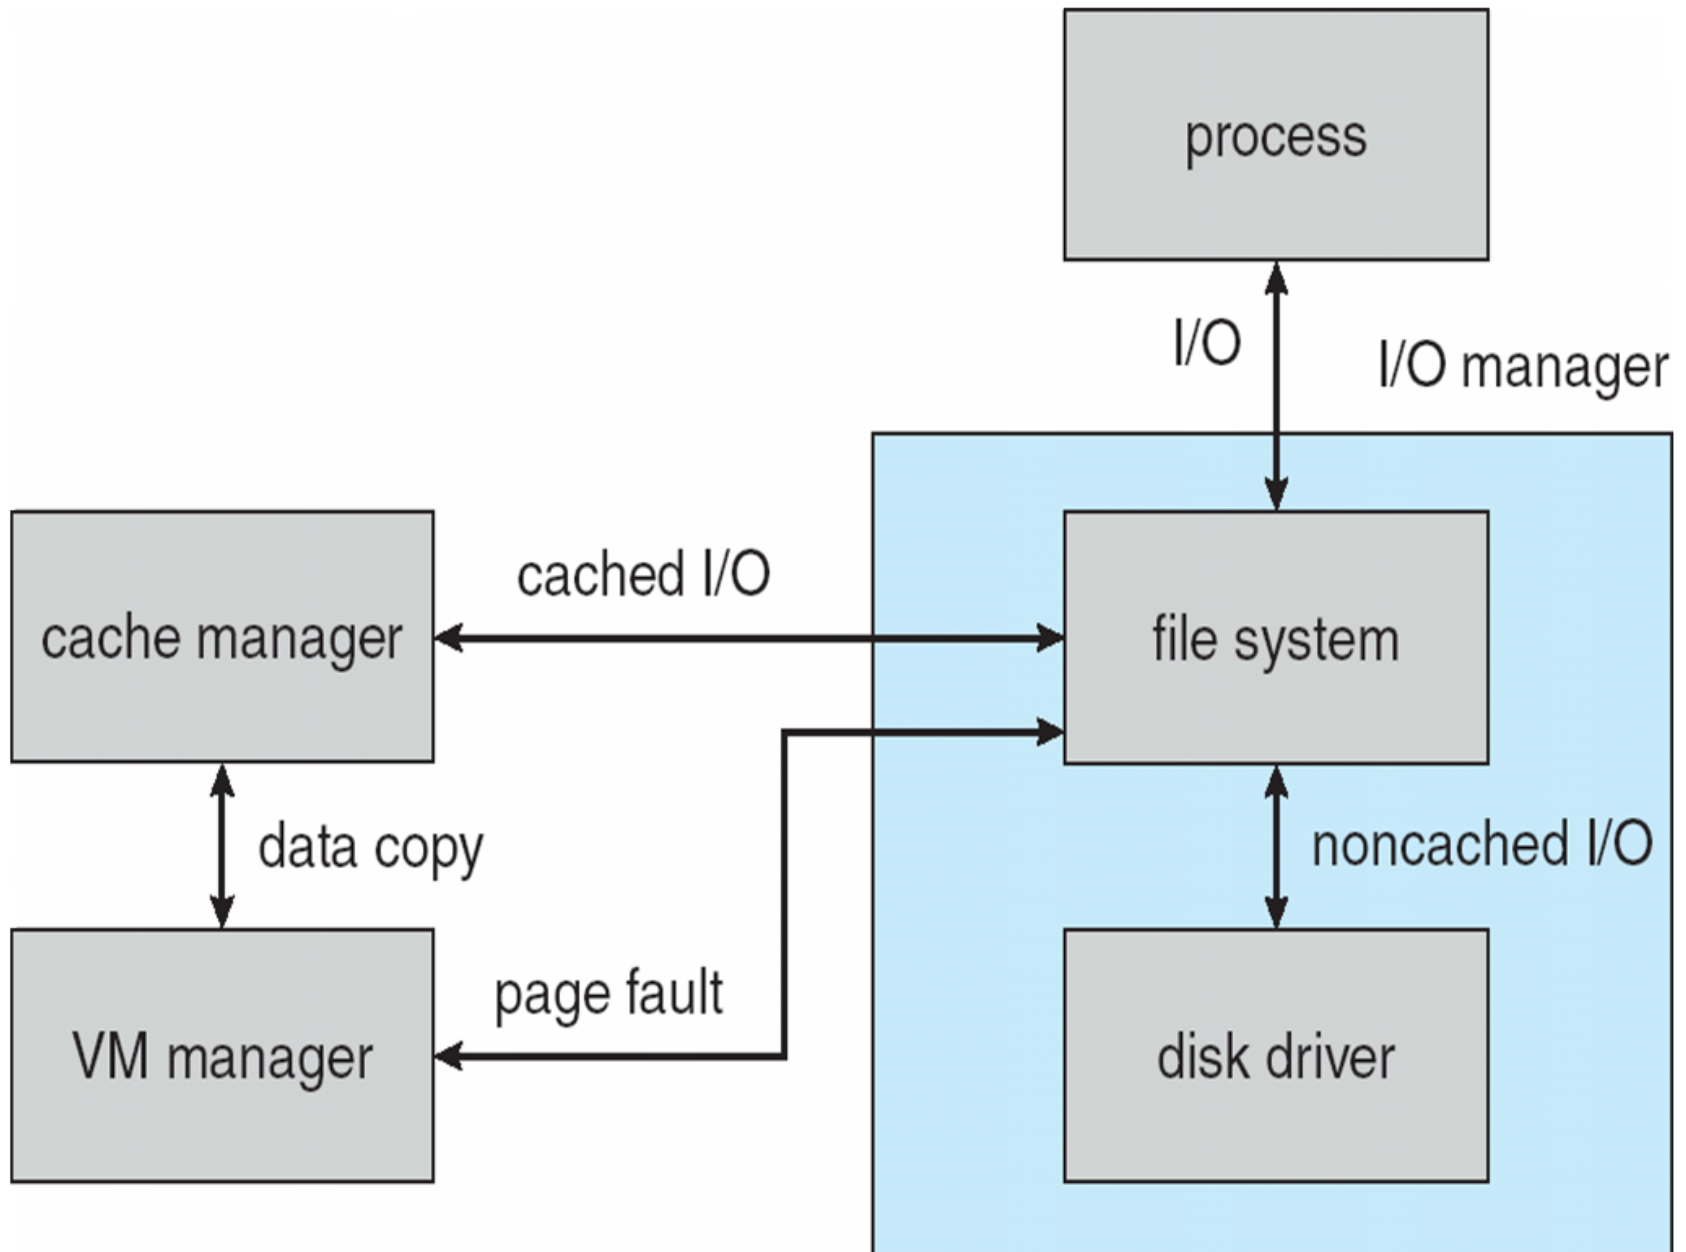 process
I/O
I/O manager
cached I/O
cache manager
file system
data copy
noncached I/O
page fault
VM manager
disk driver